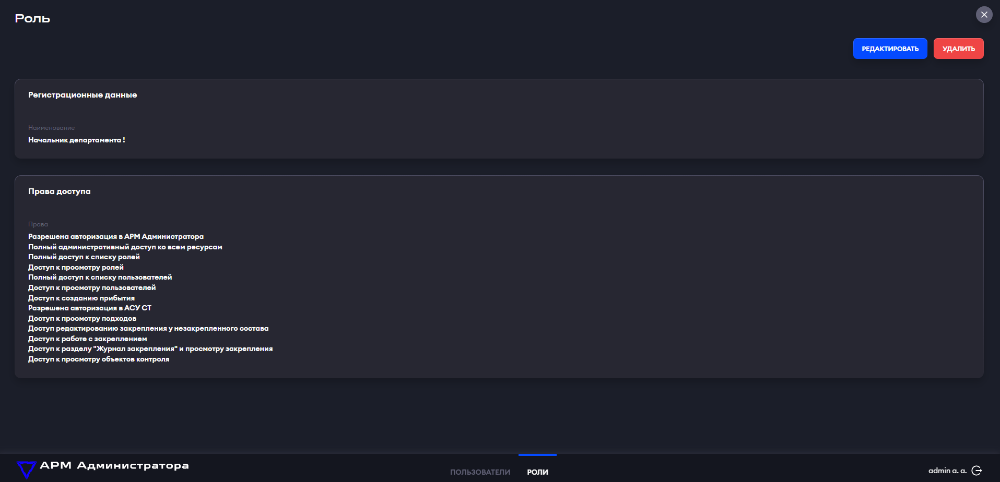 Роль
РЕДАКТИРОВАТЬ
УДАЛИТЬ
Регистрационные данные
Наименование
Начальник департамента !
Права доступа
Права
Разрешена авторизация в АРМ Администратора
Полный административный доступ ко всем ресурсам
Полный доступ к списку ролей
Доступ к просмотру ролей
Полный доступ к списку пользователей
Доступ к просмотру пользователей
Доступ к созданию прибытия
Разрешена авторизация в АСУ СТ
Доступ к просмотру подходов
Доступ редактированию закрепления у незакрепленного состава
Доступ к работе с закреплением
Доступ к разделу "Журнал закрепления" и просмотру закрепления
Доступ к просмотру объектов контроля
АРМ Администратора
ПОЛЬЗОВАТЕЛИ
РОЛИ
admin a. a.